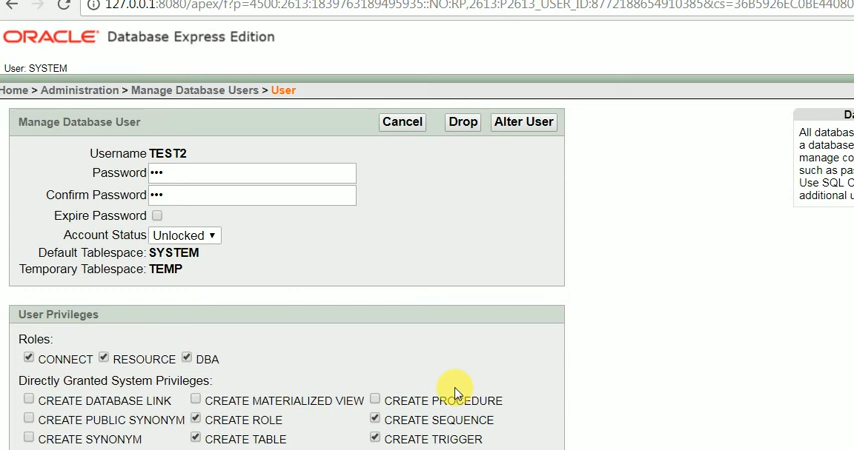 127.0.0.1:8080/apex/f?p=4500:2613:1839763189495935::NO:RP,2613:P2613_USER_ID:8772188654910385&cs=36B5926EC0BE44080
ORACLE Database Express Edition
User: SYSTEM
Home > Administration > Manage Database Users > User
Manage Database User Cancel Drop Alter User
Username TEST2
Password •••
Confirm Password •••
Expire Password
Account Status Unlocked
Default Tablespace: SYSTEM
Temporary Tablespace: TEMP
All databas
a database
manage co
such as pa
Use SQL C
additional u
User Privileges
Roles:
CONNECT RESOURCE DBA
Directly Granted System Privileges:
CREATE DATABASE LINK CREATE MATERIALIZED VIEW CREATE PROCEDURE
CREATE PUBLIC SYNONYM CREATE ROLE CREATE SEQUENCE
CREATE SYNONYM CREATE TABLE CREATE TRIGGER